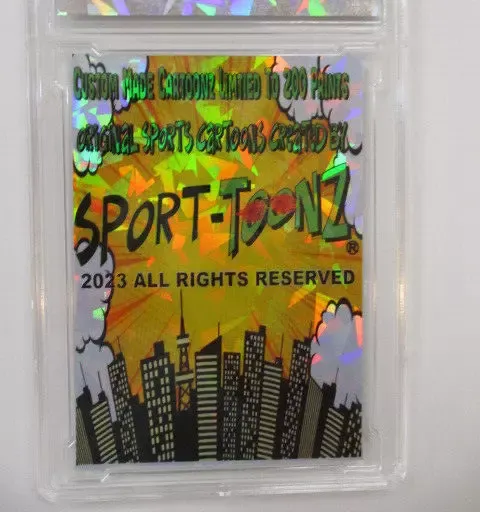 CUSTOM MADE CARTOONZ LIMITED TO 200 PRINTS
ORIGINAL SPORTS CARTOONS CREATED BY
SPORT-TOONZ®
2023 ALL RIGHTS RESERVED